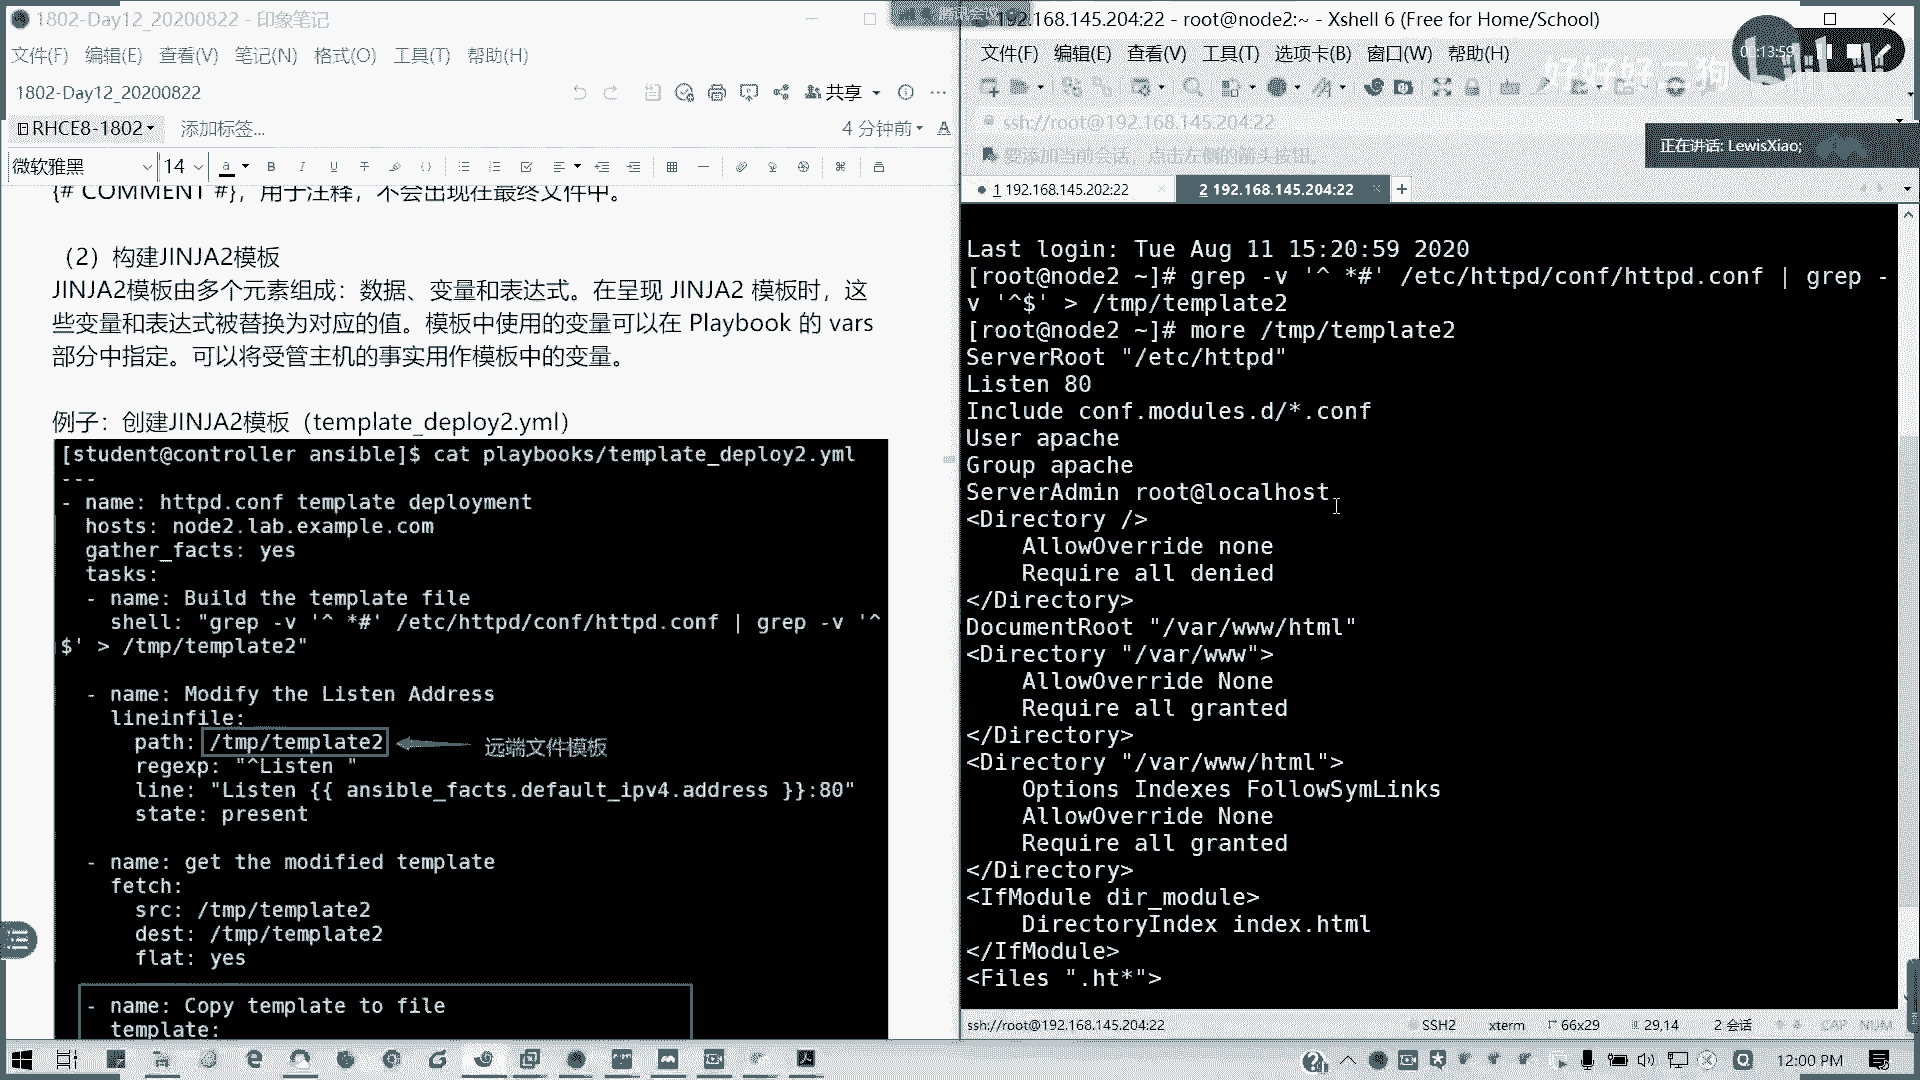 1802-Day12_20200822 - 印象笔记
文件(F) 编辑(E) 查看(V) 笔记(N) 格式(O) 工具(T) 帮助(H)
1802-Day12_20200822
共享
RHCE8-1802
添加标签...
4 分钟前
微软雅黑
14
{# COMMENT #}，用于注释，不会出现在最终文件中。
（2）构建JINJA2模板
JINJA2模板由多个元素组成：数据、变量和表达式。在呈现 JINJA2 模板时，这
些变量和表达式被替换为对应的值。模板中使用的变量可以在 Playbook 的 vars
部分中指定。可以将受管主机的事实用作模板中的变量。
例子：创建JINJA2模板（template_deploy2.yml）
[student@controller ansible]$ cat playbooks/template_deploy2.yml
---
- name: httpd.conf template deployment
hosts: node2.lab.example.com
gather_facts: yes
tasks:
- name: Build the template file
shell: "grep -v '^ *#' /etc/httpd/conf/httpd.conf | grep -v '^
$' > /tmp/template2"
- name: Modify the Listen Address
lineinfile:
path: /tmp/template2
远端文件模板
regexp: "^Listen "
line: "Listen {{ ansible_facts.default_ipv4.address }}:80"
state: present
- name: get the modified template
fetch:
src: /tmp/template2
dest: /tmp/template2
flat: yes
- name: Copy template to file
template:
192.168.145.204:22 - root@node2:~ - Xshell 6 (Free for Home/School)
文件(F) 编辑(E) 查看(V) 工具(T) 选项卡(B) 窗口(W) 帮助(H)
00:13:59
ssh://root@192.168.145.204:22
要添加当前会话，点击左侧的箭头按钮。
正在讲话: LewisXiao;
1 192.168.145.202:22
2 192.168.145.204:22
Last login: Tue Aug 11 15:20:59 2020
[root@node2 ~]# grep -v '^ *#' /etc/httpd/conf/httpd.conf | grep -
v '^$' > /tmp/template2
[root@node2 ~]# more /tmp/template2
ServerRoot "/etc/httpd"
Listen 80
Include conf.modules.d/*.conf
User apache
Group apache
ServerAdmin root@localhost
<Directory />
AllowOverride none
Require all denied
</Directory>
DocumentRoot "/var/www/html"
<Directory "/var/www">
AllowOverride None
Require all granted
</Directory>
<Directory "/var/www/html">
Options Indexes FollowSymLinks
AllowOverride None
Require all granted
</Directory>
<IfModule dir_module>
DirectoryIndex index.html
</IfModule>
<Files ".ht*">
ssh://root@192.168.145.204:22
SSH2
xterm
66x29
29,14
2 会话
CAP NUM
12:00 PM